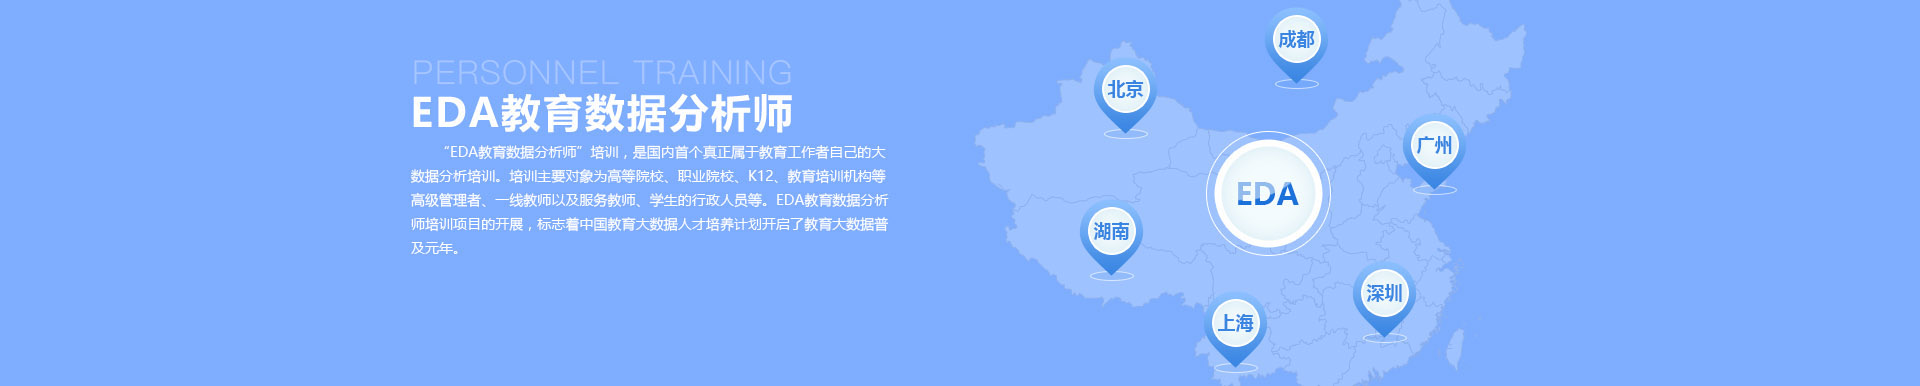 PERSONNEL TRAINING
EDA教育数据分析师
“EDA教育数据分析师”培训，是国内首个真正属于教育工作者自己的大
数据分析培训。培训主要对象为高等院校、职业院校、K12、教育培训机构等
高级管理者、一线教师以及服务教师、学生的行政人员等。EDA教育数据分析
师培训项目的开展，标志着中国教育大数据人才培养计划开启了教育大数据普
及元年。
成都
北京
广州
EDA
湖南
深圳
上海